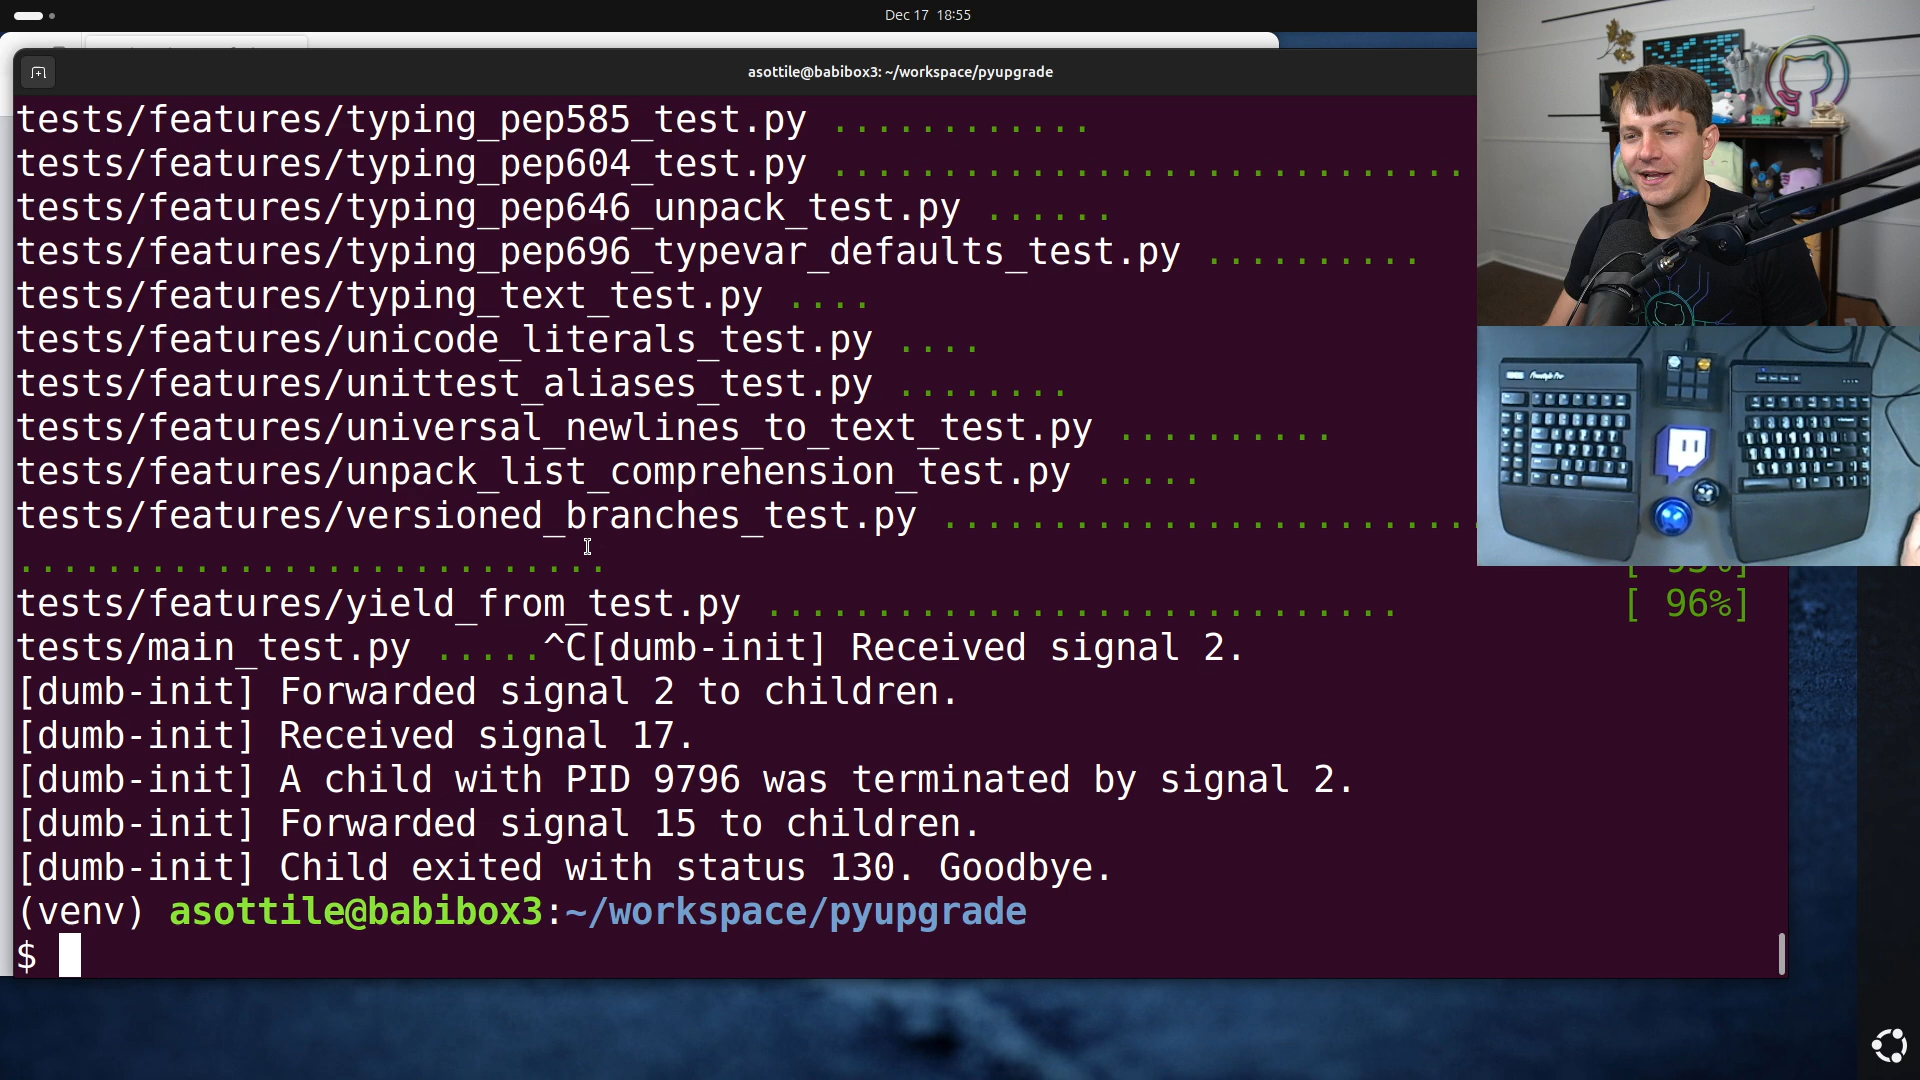 Dec 17 18:55
asottile@babibox3: ~/workspace/pyupgrade
tests/features/typing_pep585_test.py ............
tests/features/typing_pep604_test.py .............................
tests/features/typing_pep646_unpack_test.py ......
tests/features/typing_pep696_typevar_defaults_test.py ..........
tests/features/typing_text_test.py ....
tests/features/unicode_literals_test.py ....
tests/features/unittest_aliases_test.py ........
tests/features/universal_newlines_to_text_test.py ..........
tests/features/unpack_list_comprehension_test.py .....
tests/features/versioned_branches_test.py .........................
...........................
tests/features/yield_from_test.py ............................. [ 96%]
tests/main_test.py .....^C[dumb-init] Received signal 2.
[dumb-init] Forwarded signal 2 to children.
[dumb-init] Received signal 17.
[dumb-init] A child with PID 9796 was terminated by signal 2.
[dumb-init] Forwarded signal 15 to children.
[dumb-init] Child exited with status 130. Goodbye.
(venv) asottile@babibox3:~/workspace/pyupgrade
$
Freestyle Pro